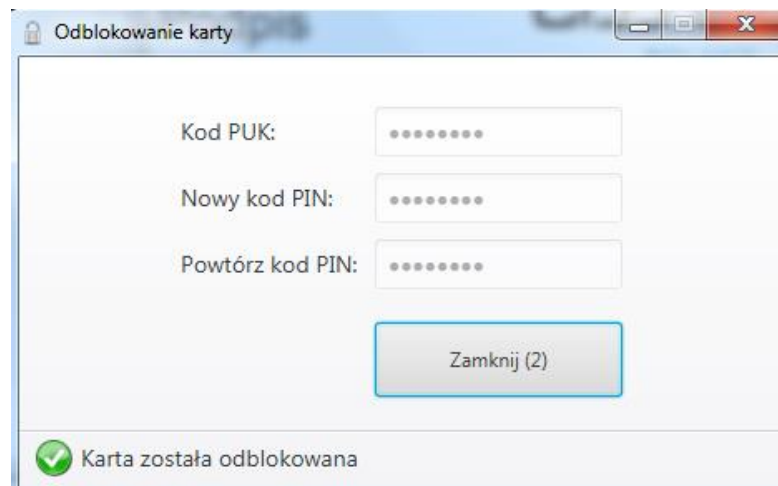 Odblokowanie karty
Kod PUK:
Nowy kod PIN:
Powtórz kod PIN:
Zamknij (2)
Karta została odblokowana